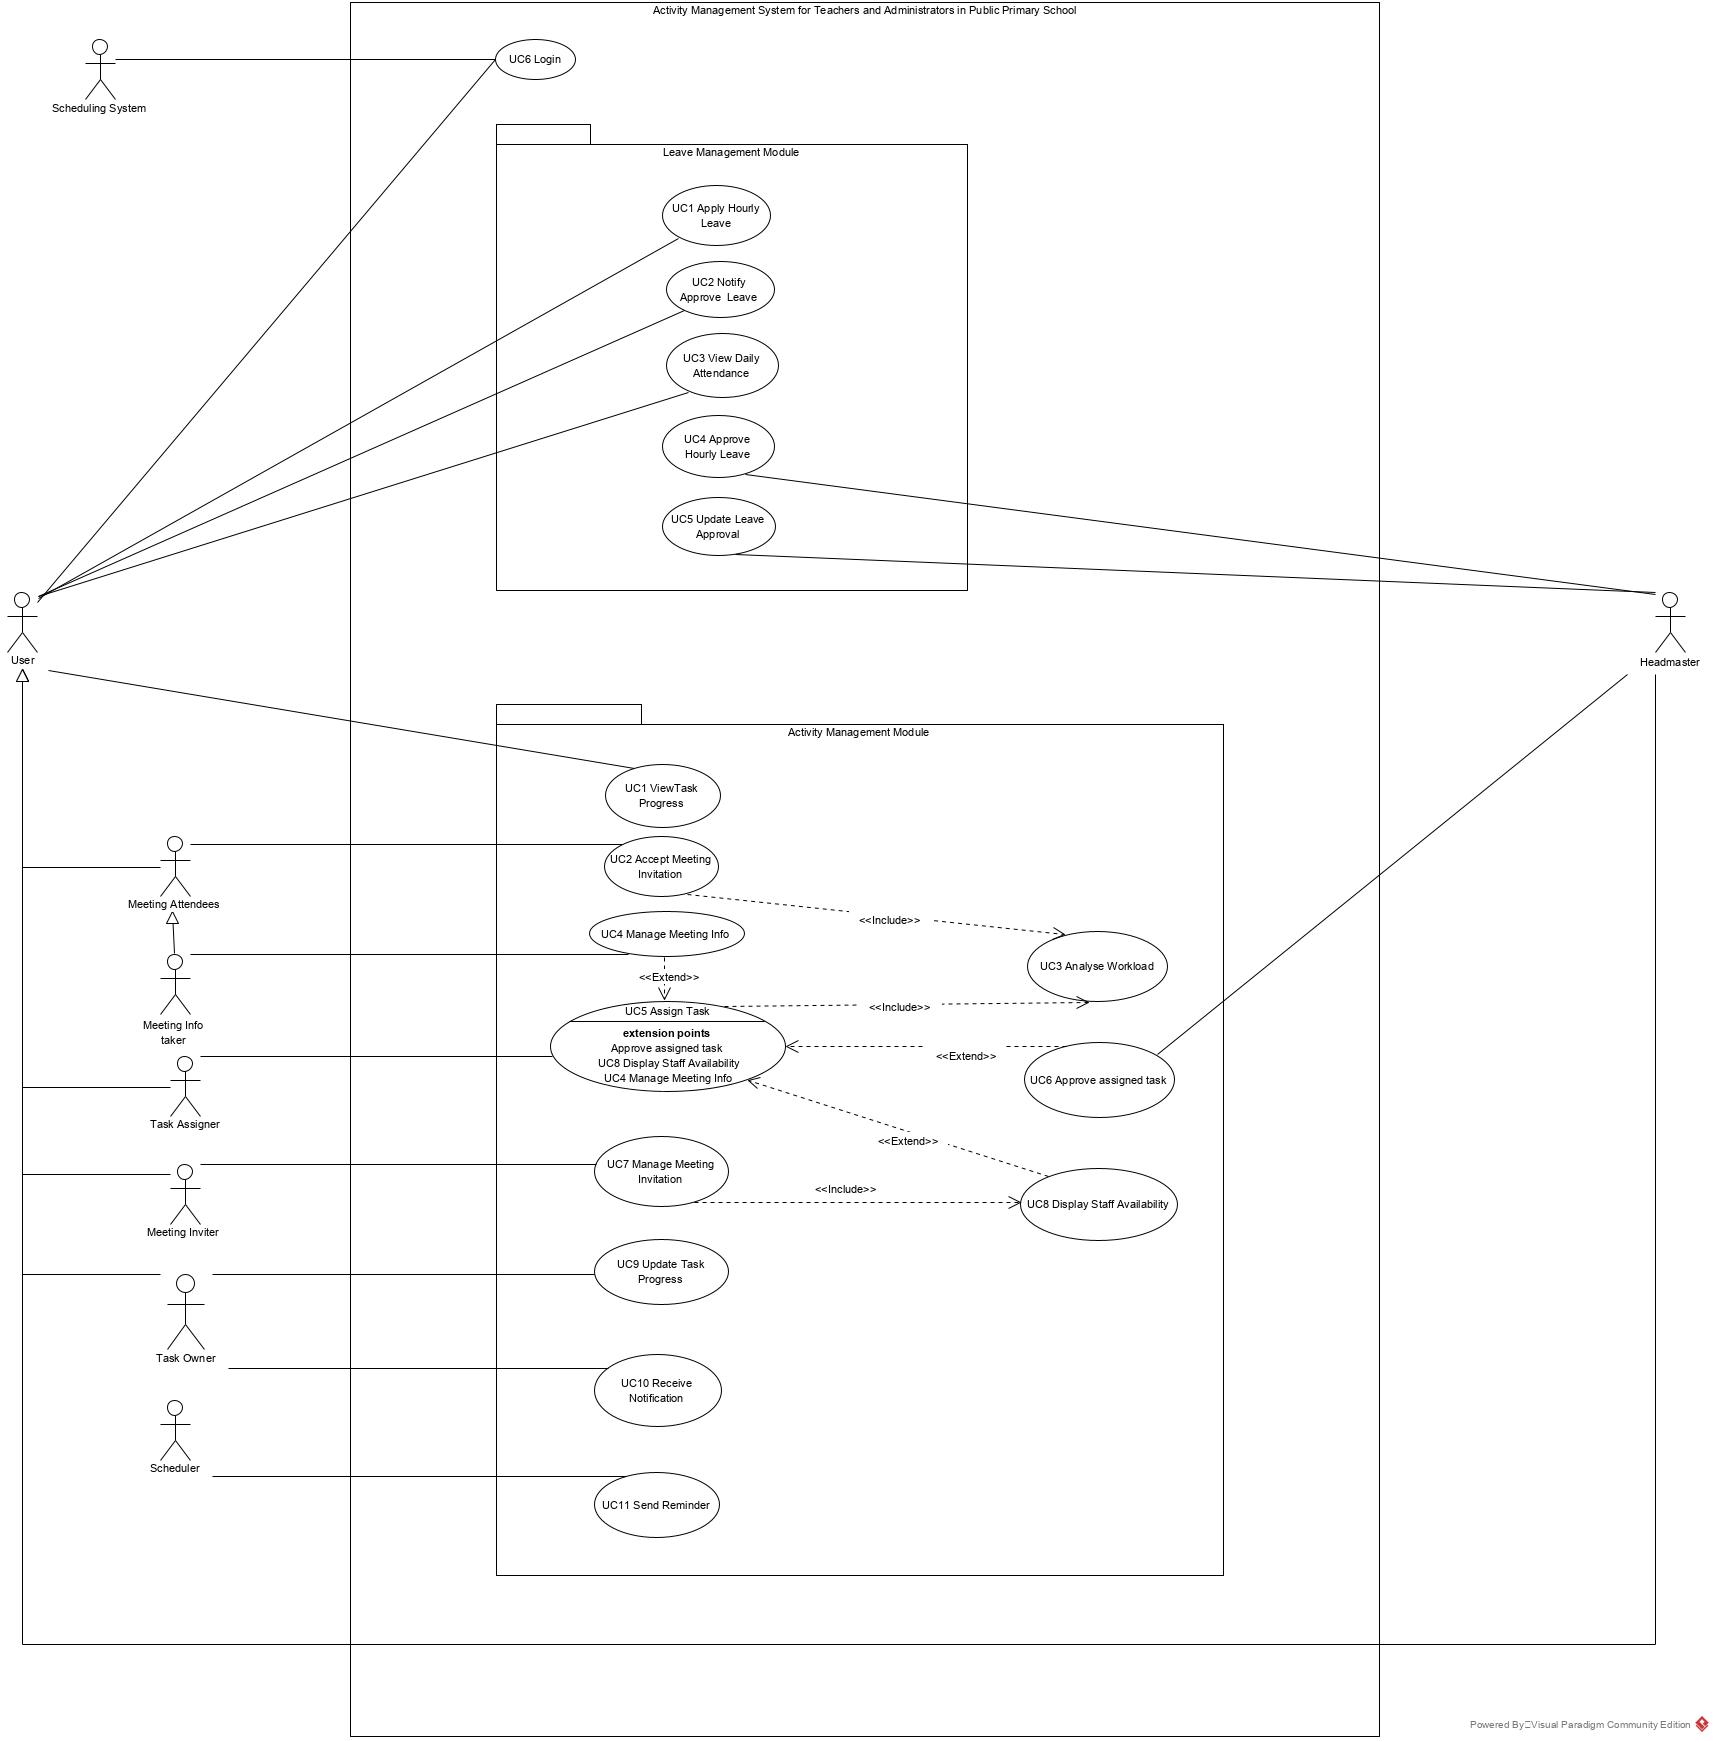 Activity Management System for Teachers and Administrators in Public Primary School
UC6 Login
Scheduling System
Leave Management Module
UC1 Apply Hourly
Leave
UC2 Notify
Approve Leave
UC3 View Daily
Attendance
UC4 Approve
Hourly Leave
UC5 Update Leave
Approval
User
Headmaster
Activity Management Module
UC1 ViewTask
Progress
UC2 Accept Meeting
Invitation
Meeting Attendees
<<Include>>
UC4 Manage Meeting Info
UC3 Analyse Workload
<<Extend>>
<<Include>>
UC5 Assign Task
Meeting Info
taker
extension points
Approve assigned task
UC8 Display Staff Availability
UC4 Manage Meeting Info
<<Extend>>
UC6 Approve assigned task
Task Assigner
<<Extend>>
UC7 Manage Meeting
Invitation
<<Include>>
UC8 Display Staff Availability
Meeting Inviter
UC9 Update Task
Progress
Task Owner
UC10 Receive
Notification
Scheduler
UC11 Send Reminder
Powered By Visual Paradigm Community Edition